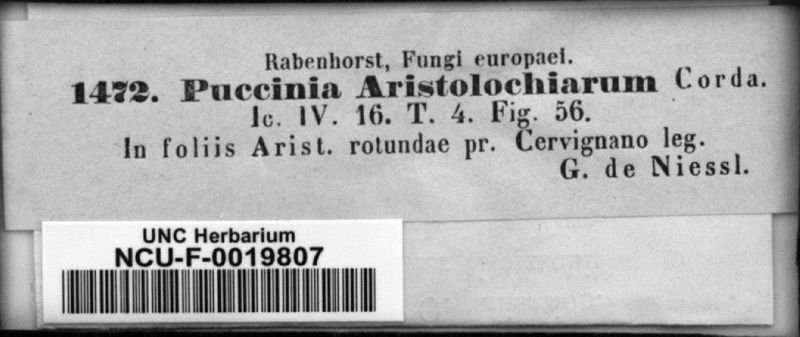 Rabenhorst, Fungi europaei.
1472. Puccinia Aristolochiarum Corda.
Ic. IV. 16. T. 4. Fig. 56.
In foliis Arist. rotundae pr. Cervignano leg.
G. de Niessl.
UNC Herbarium
NCU-F-0019807